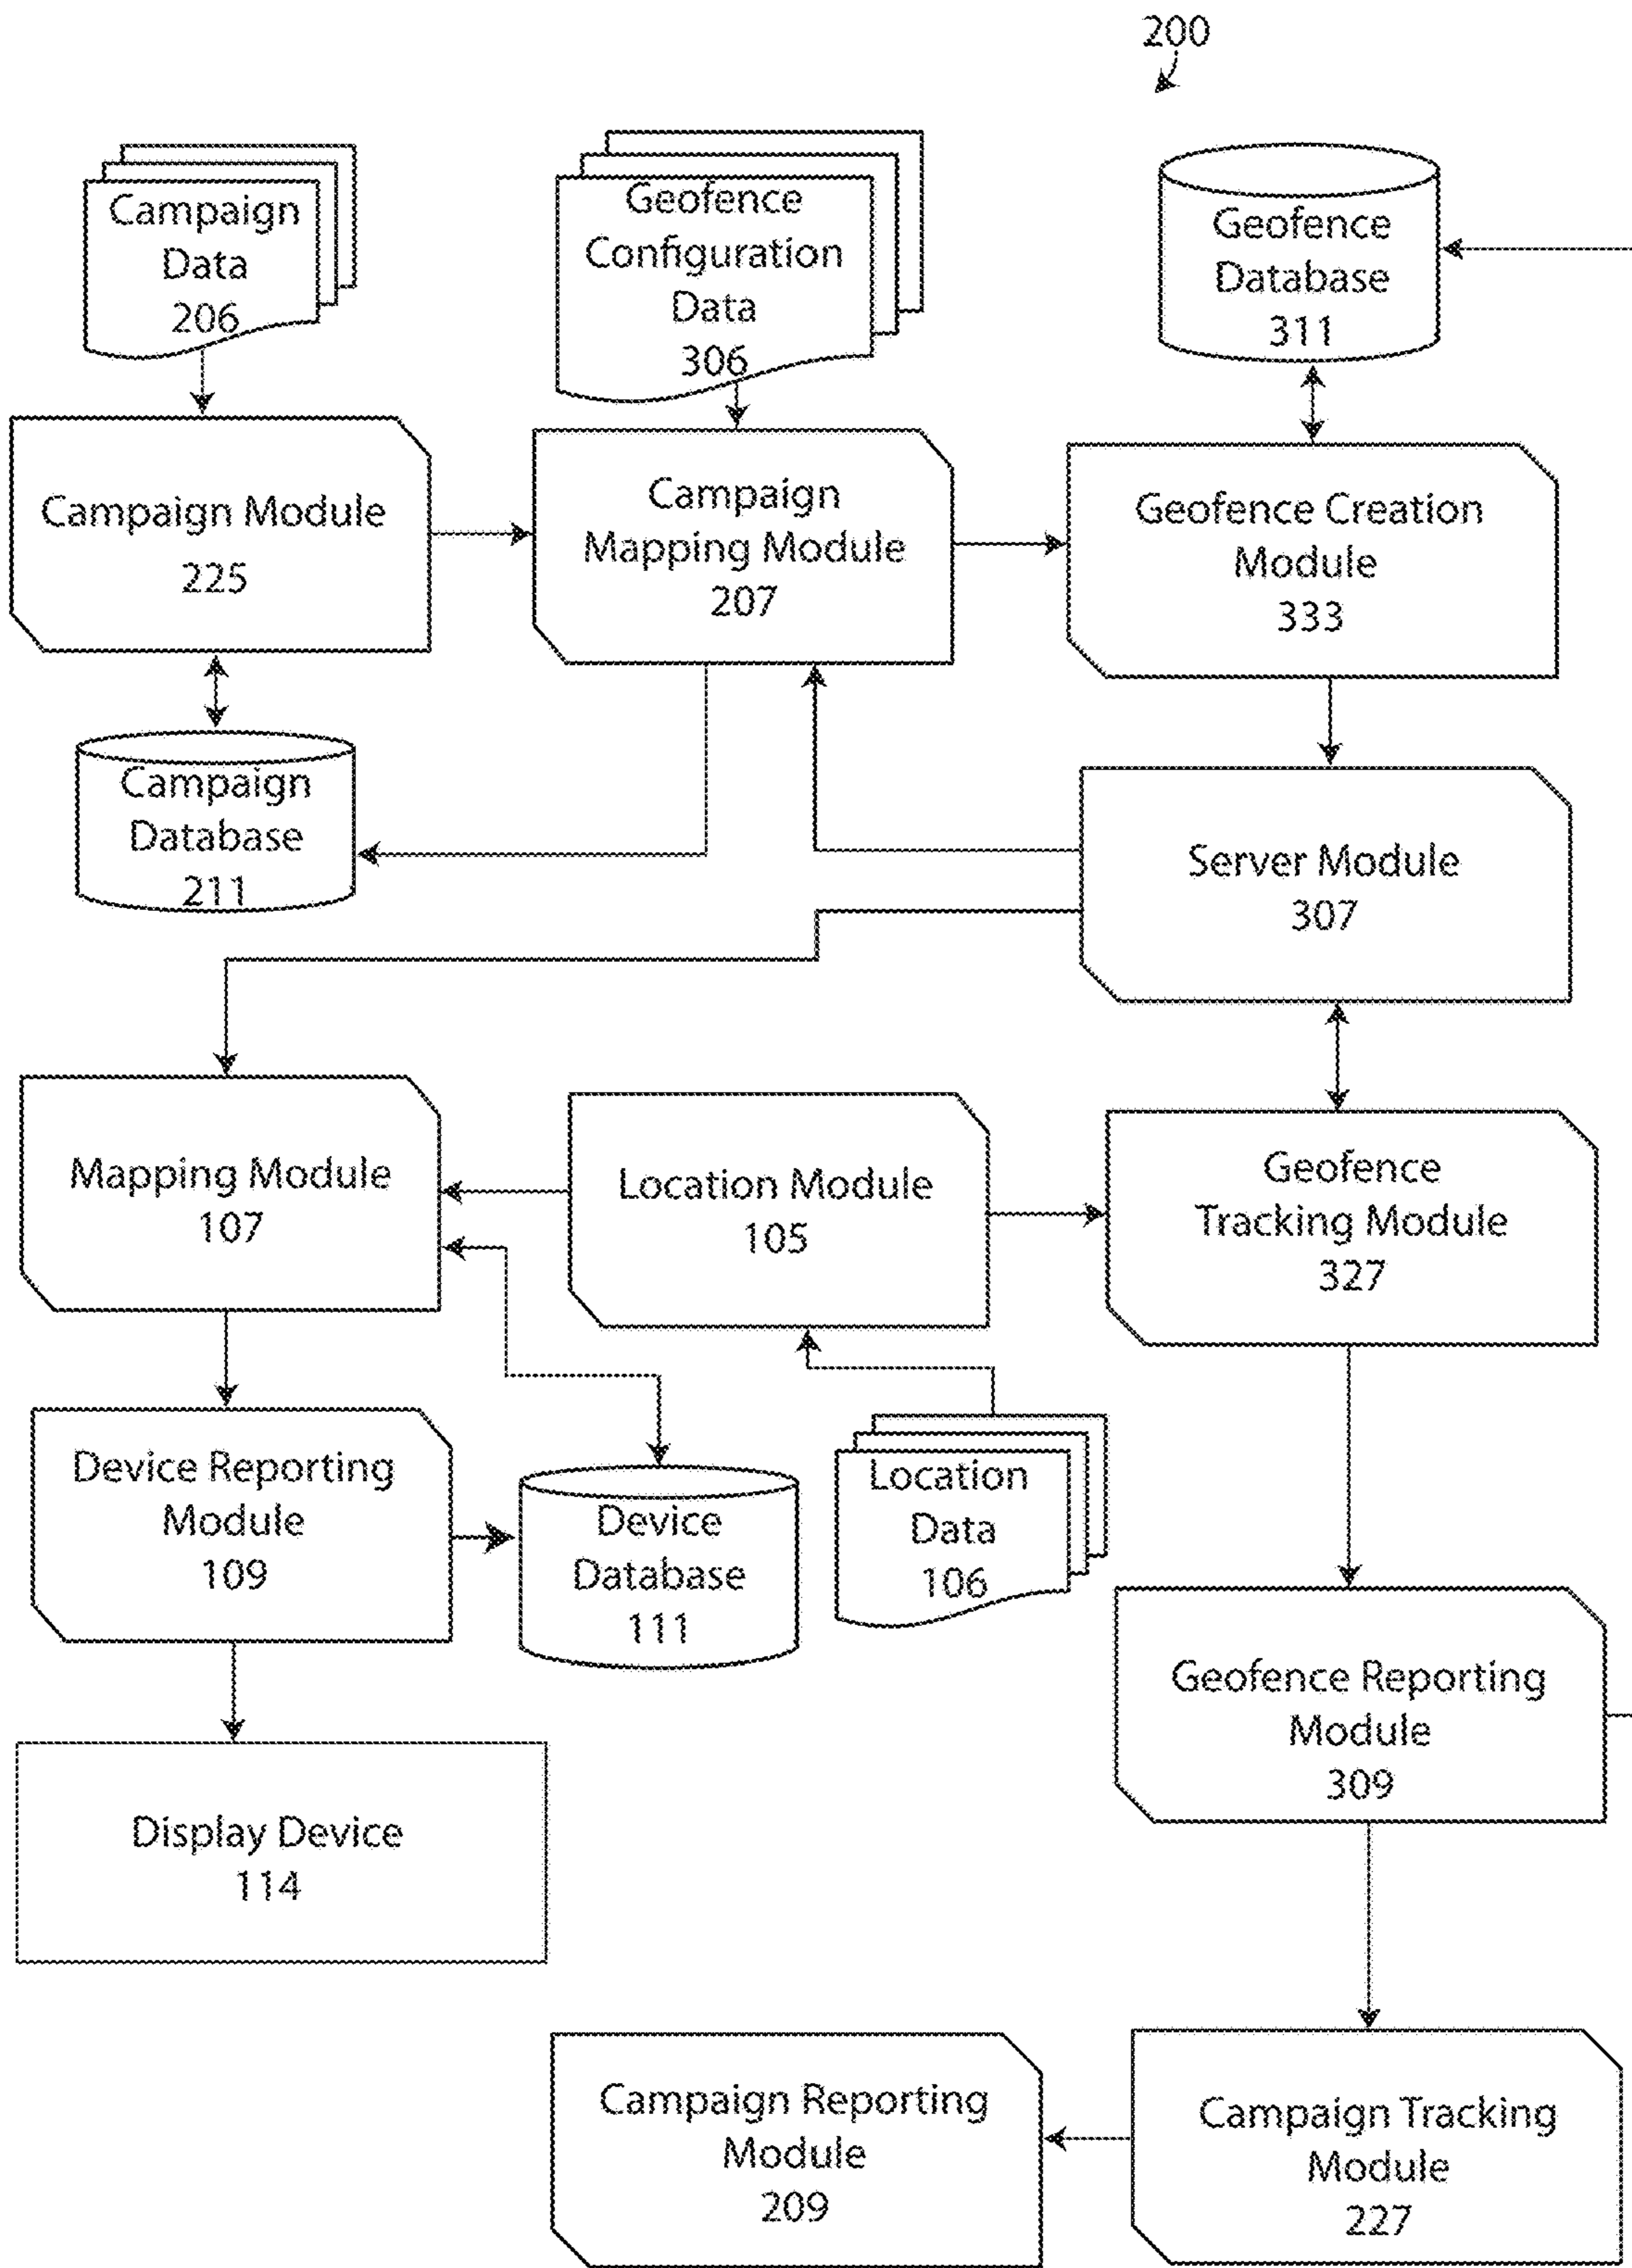 200
Campaign
Data
206
Geofence
Configuration
Data
306
Geofence
Database
311
Campaign Module
225
Campaign
Mapping Module
207
Geofence Creation
Module
333
Campaign
Database
211
Server Module
307
Mapping Module
107
Location Module
105
Geofence
Tracking Module
327
Device Reporting
Module
109
Device
Database
111
Location
Data
106
Geofence Reporting
Module
309
Display Device
114
Campaign Reporting
Module
209
Campaign Tracking
Module
227